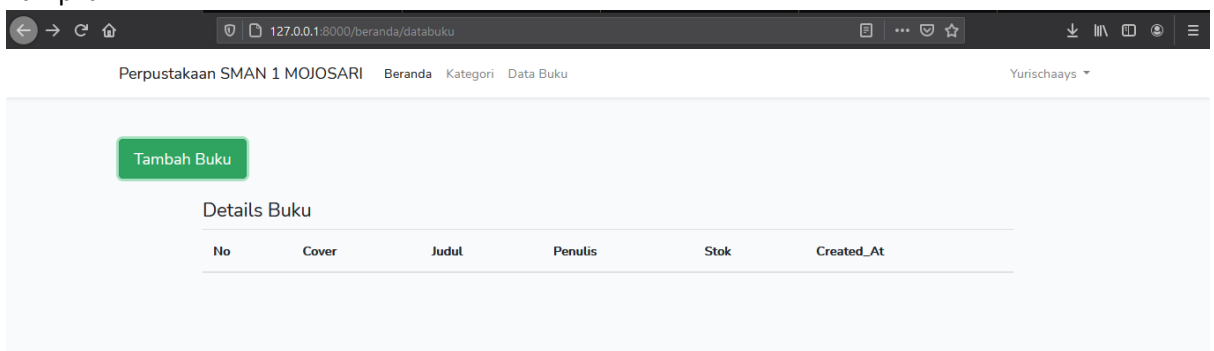 127.0.0.1:8000/beranda/databuku
Perpustakaan SMAN 1 MOJOSARI Beranda Kategori Data Buku Yurischaays
Tambah Buku
Details Buku
No Cover Judul Penulis Stok Created_At